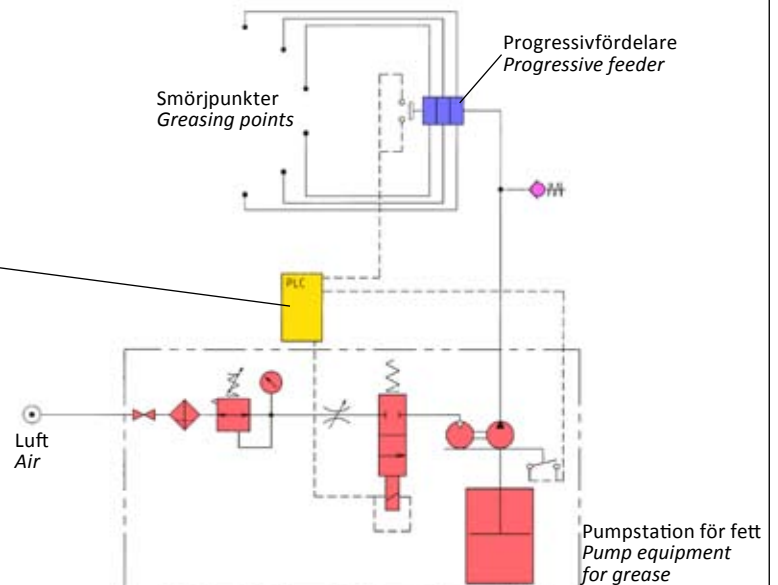 Progressivfördelare
Progressive feeder
Smörjpunkter
Greasing points
PLC
Luft
Air
Pumpstation för fett
Pump equipment
for grease